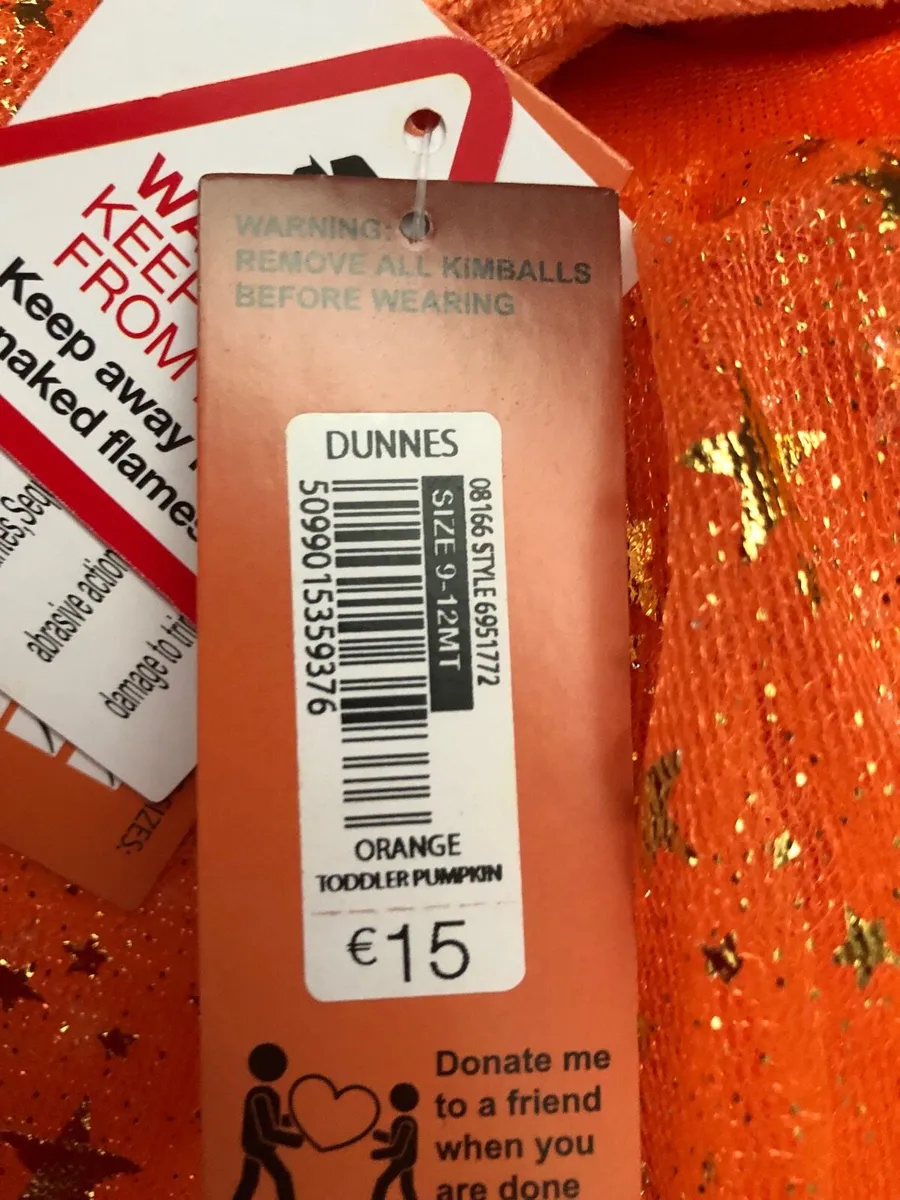 WARNING:
REMOVE ALL KIMBALLS
BEFORE WEARING
DUNNES
08166 STYLE 6951772
SIZE 9-12MT
5099015359376
ORANGE
TODDLER PUMPKIN
€15
Donate me
to a friend
when you
are done
KEEP
FROM
Keep away
naked flames
abrasive action
damage to
SIZES: